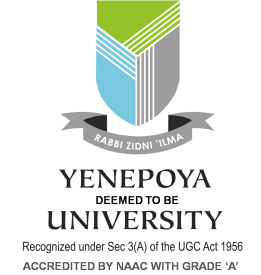 RABBI ZIDNI 'ILMA
YENEPOYA
DEEMED TO BE
UNIVERSITY
Recognized under Sec 3(A) of the UGC Act 1956
ACCREDITED BY NAAC WITH GRADE 'A'